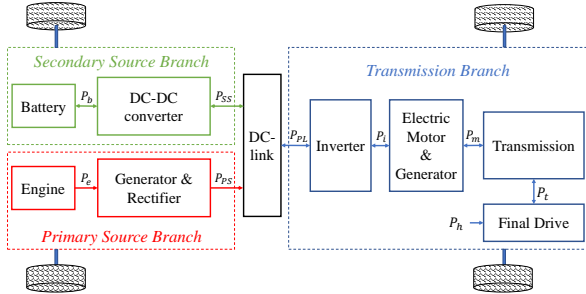 Secondary Source Branch
Battery
P_b
DC-DC
converter
P_SS
Engine
P_e
Generator &
Rectifier
P_PS
Primary Source Branch
DC-
link
P_PL
Transmission Branch
Inverter
P_i
Electric
Motor
&
Generator
P_m
Transmission
P_t
P_h
Final Drive